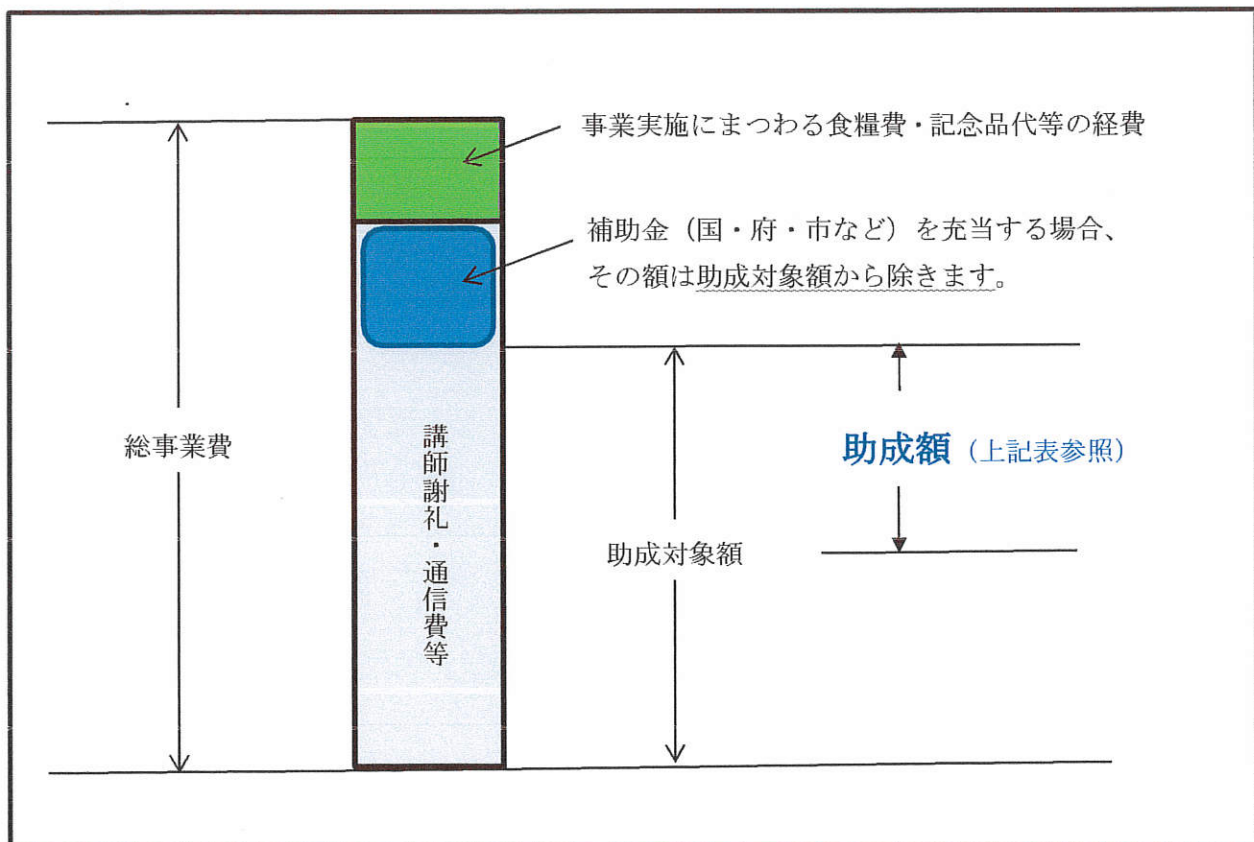 事業実施にまつわる食糧費・記念品代等の経費
補助金（国・府・市など）を充当する場合、
その額は助成対象額から除きます。
総事業費
講師謝礼・通信費等
助成額（上記表参照）
助成対象額